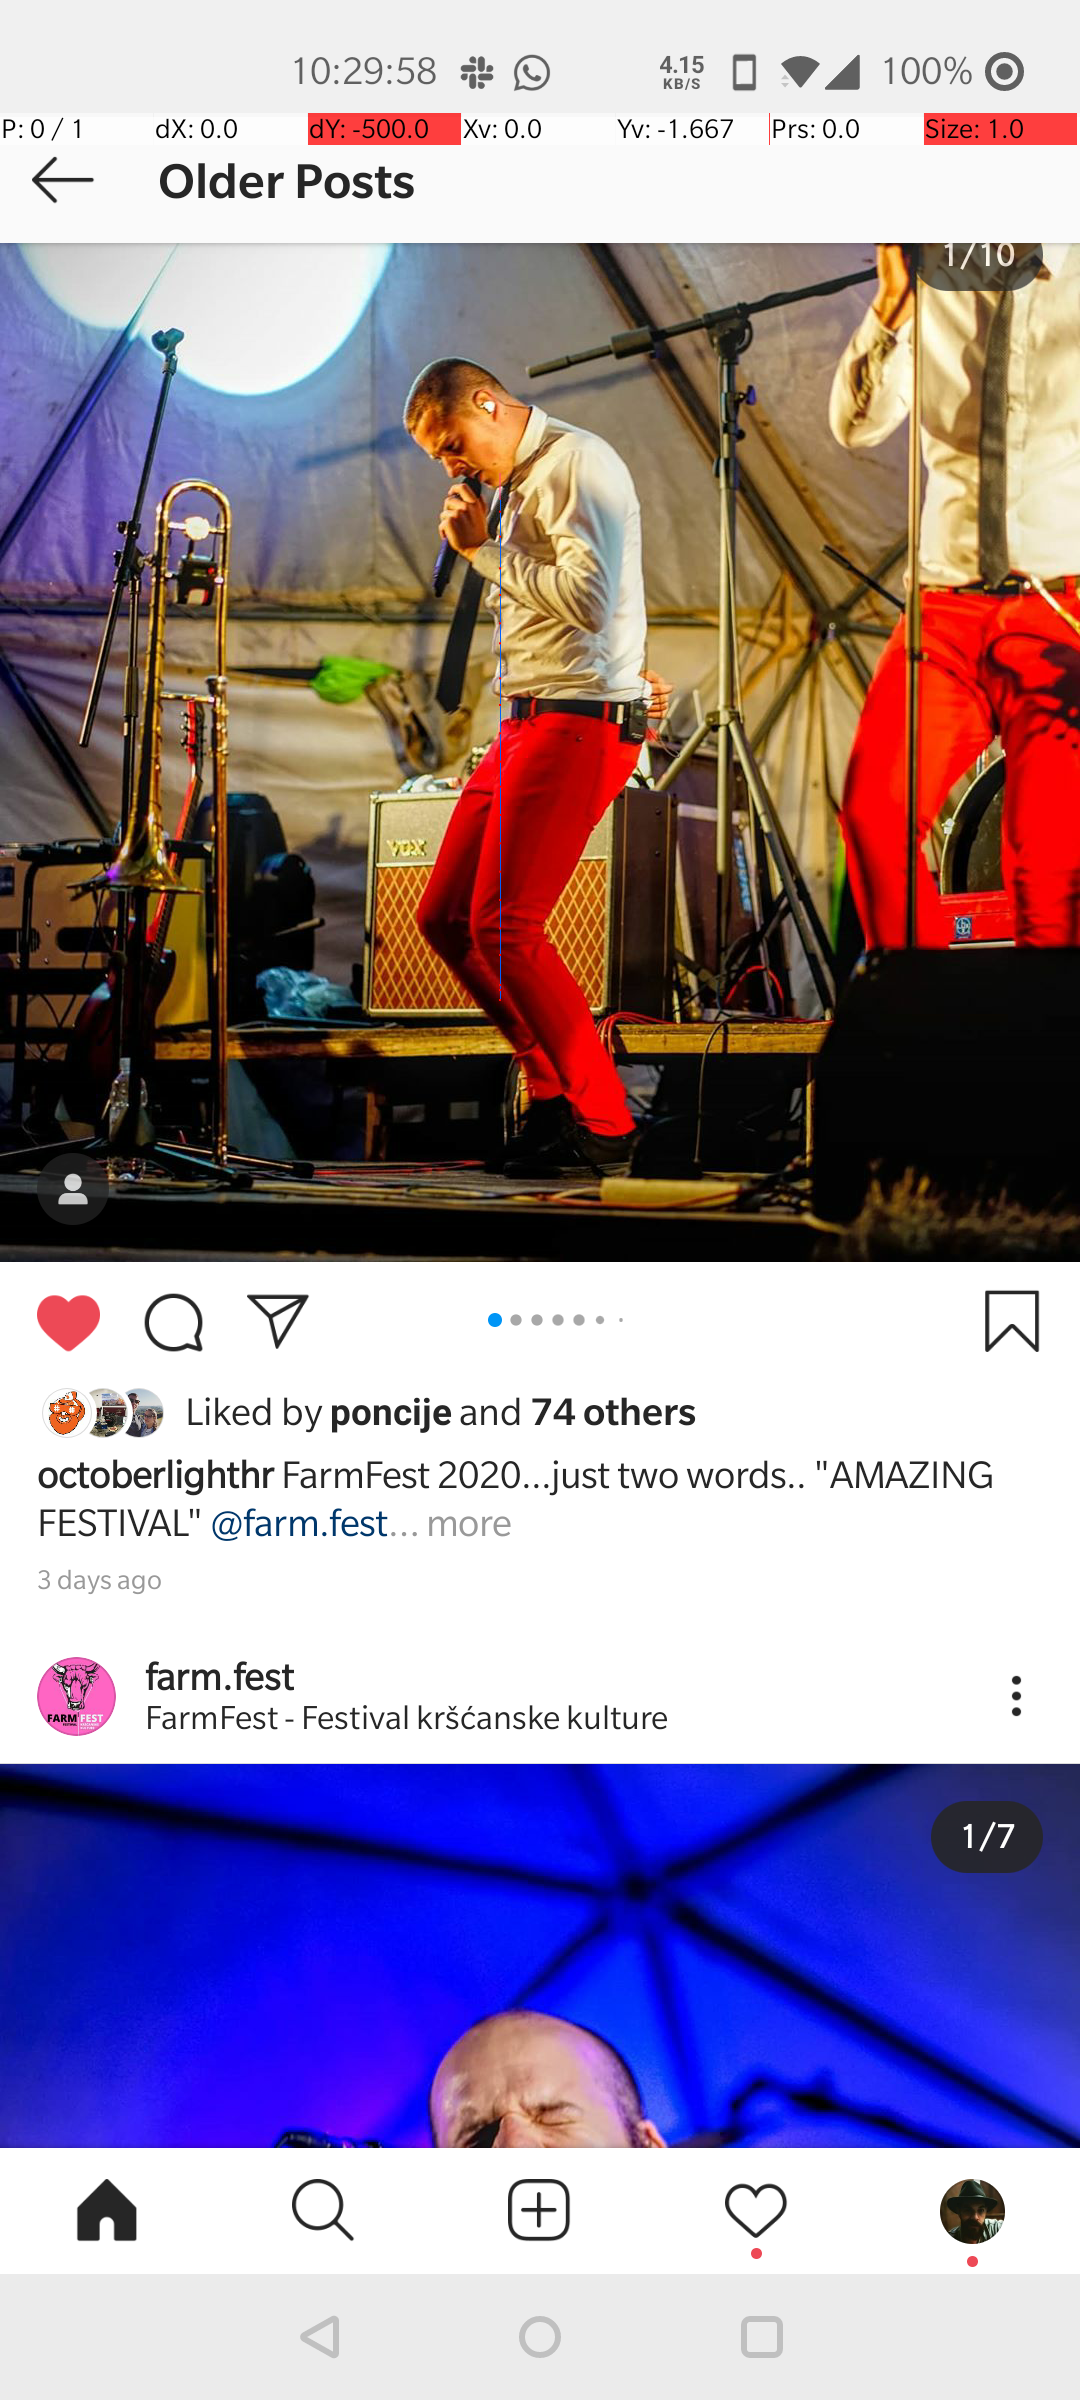 10:29:58 4.15 KB/S 100%
P: 0 / 1 dX: 0.0 dY: -500.0 Xv: 0.0 Yv: -1.667 Prs: 0.0 Size: 1.0
Older Posts
1/10
VOX
Liked by poncije and 74 others
octoberlighthr FarmFest 2020...just two words.. "AMAZING
FESTIVAL" @farm.fest... more
3 days ago
farm.fest
FarmFest - Festival kršćanske kulture
FARM FEST
1/7